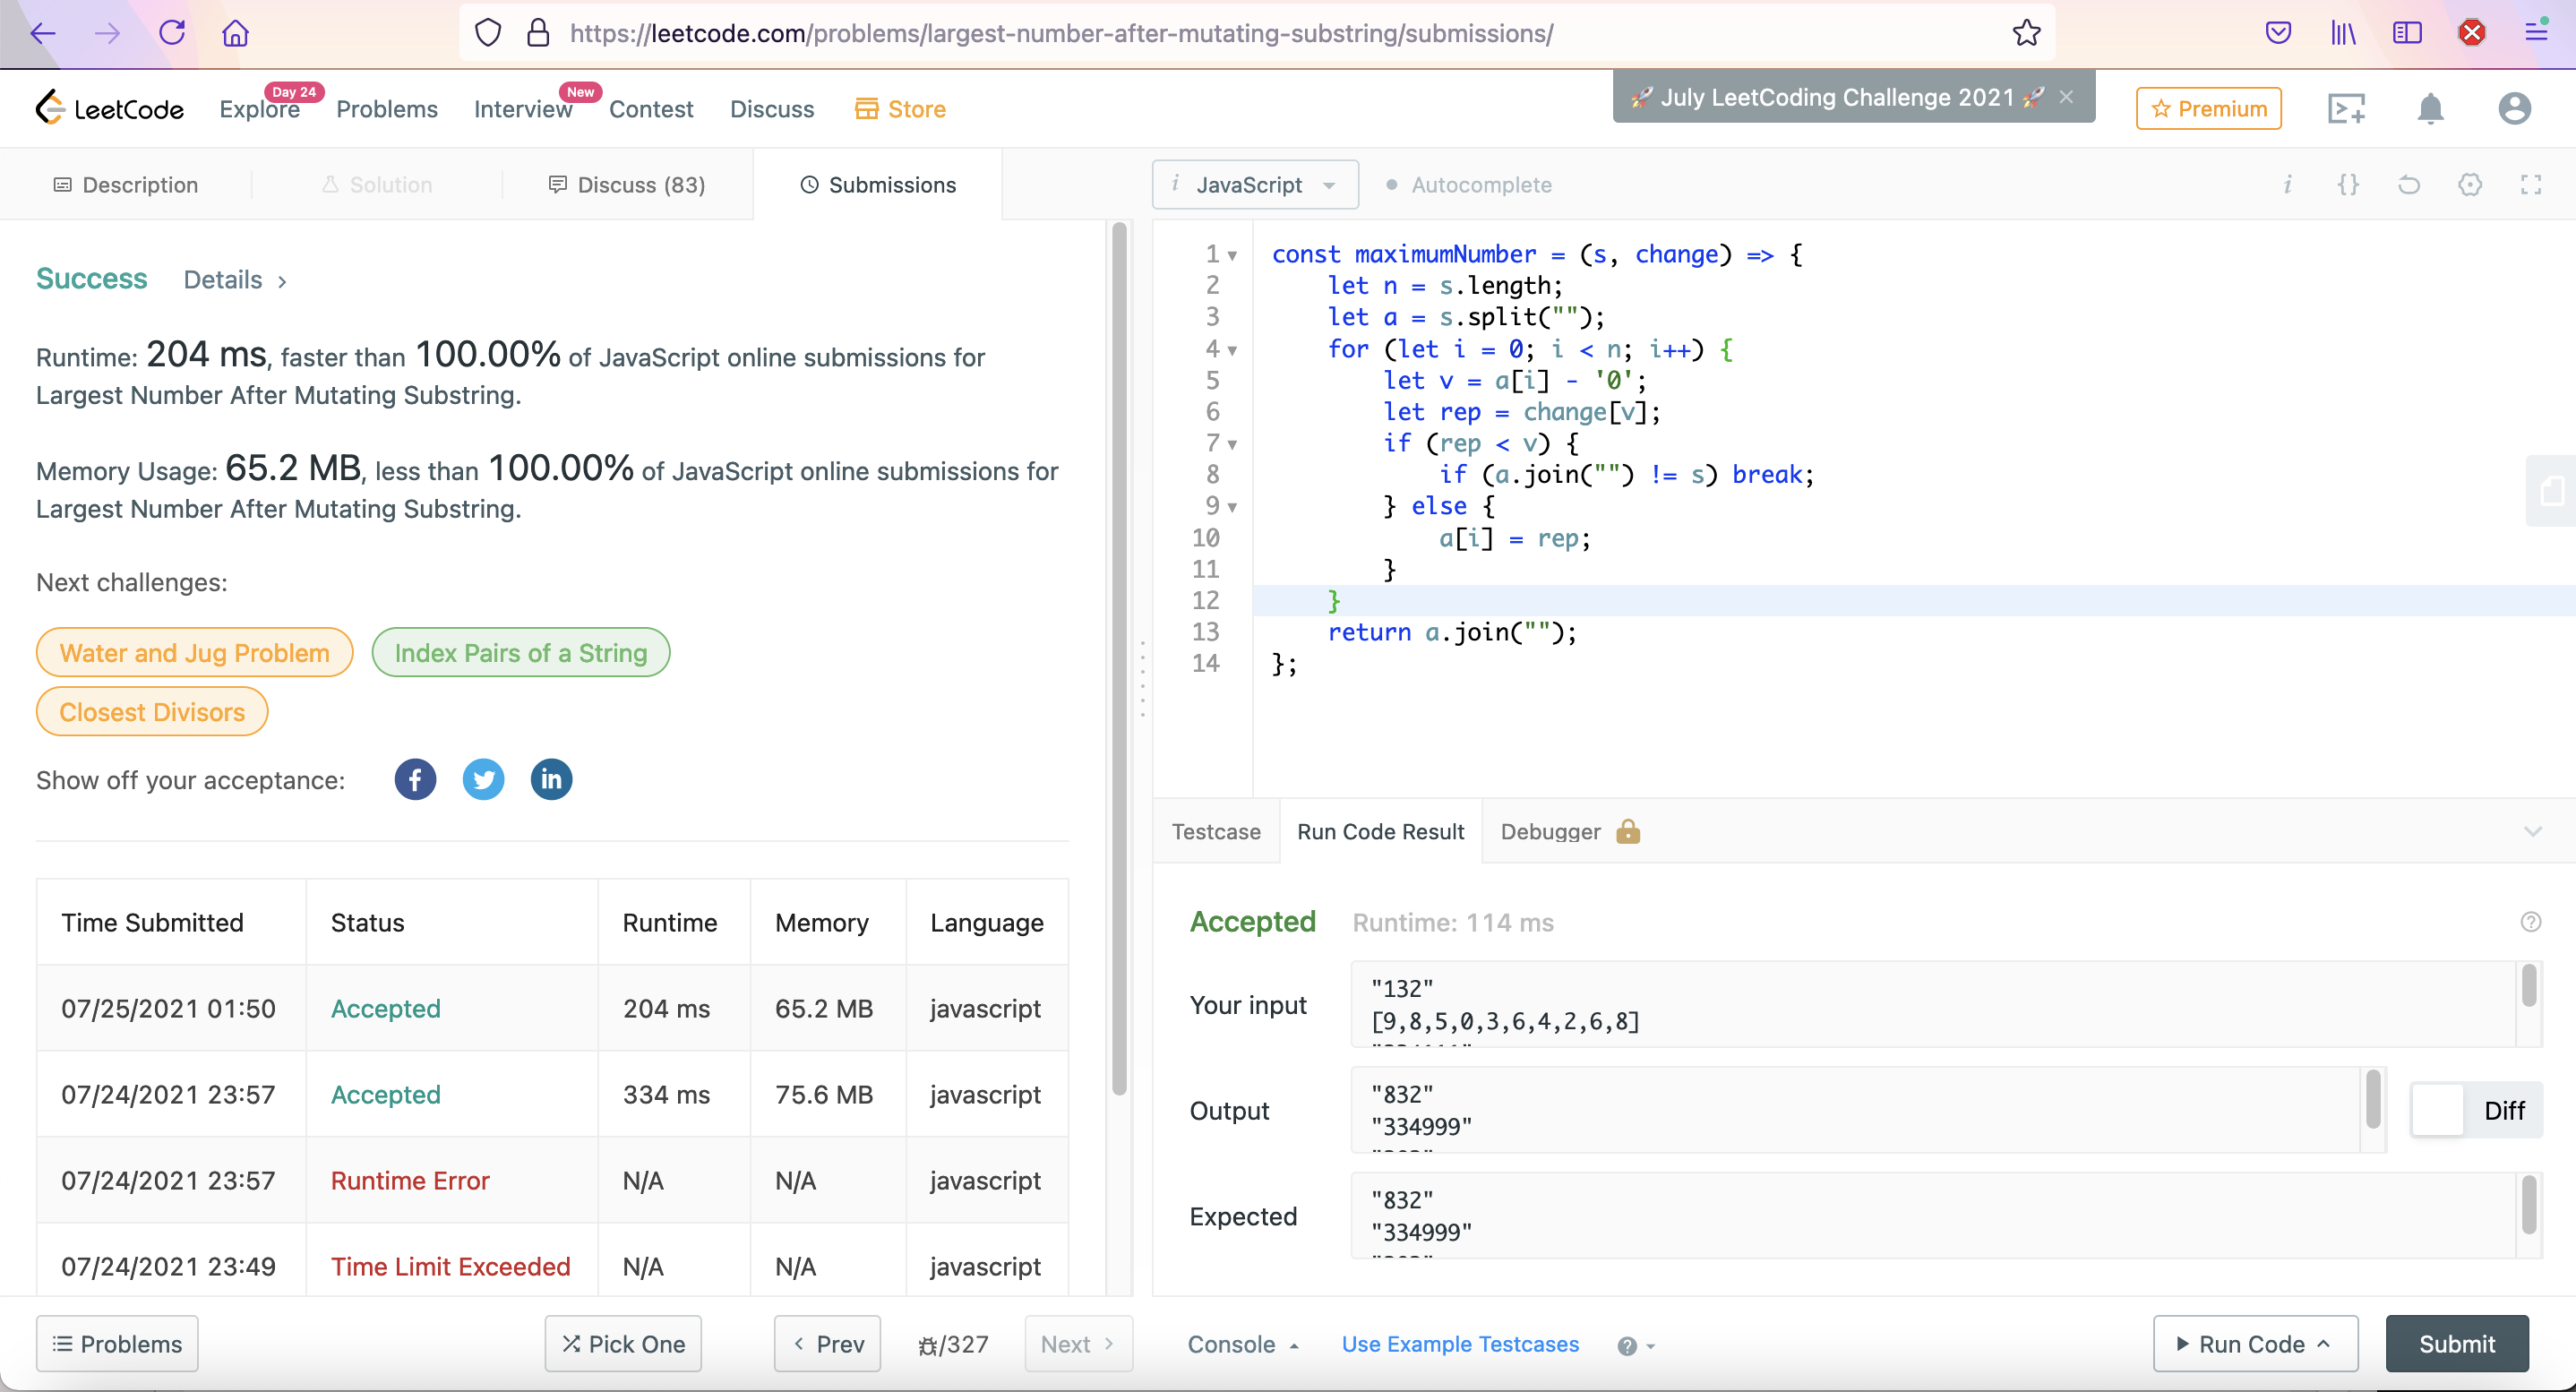 https://leetcode.com/problems/largest-number-after-mutating-substring/submissions/
LeetCode
Explore
Day 24
Problems
Interview
New
Contest
Discuss
Store
🚀 July LeetCoding Challenge 2021 🚀 ×
Premium
Description
Solution
Discuss (83)
Submissions
i JavaScript
Autocomplete
Success Details >
Runtime: 204 ms, faster than 100.00% of JavaScript online submissions for
Largest Number After Mutating Substring.
Memory Usage: 65.2 MB, less than 100.00% of JavaScript online submissions for
Largest Number After Mutating Substring.
Next challenges:
Water and Jug Problem
Index Pairs of a String
Closest Divisors
Show off your acceptance:
Time Submitted Status Runtime Memory Language
07/25/2021 01:50 Accepted 204 ms 65.2 MB javascript
07/24/2021 23:57 Accepted 334 ms 75.6 MB javascript
07/24/2021 23:57 Runtime Error N/A N/A javascript
07/24/2021 23:49 Time Limit Exceeded N/A N/A javascript
1 const maximumNumber = (s, change) => {
2     let n = s.length;
3     let a = s.split("");
4     for (let i = 0; i < n; i++) {
5         let v = a[i] - '0';
6         let rep = change[v];
7         if (rep < v) {
8             if (a.join("") != s) break;
9         } else {
10             a[i] = rep;
11         }
12     }
13     return a.join("");
14 };
Testcase
Run Code Result
Debugger
Accepted Runtime: 114 ms
Your input
"132"
[9,8,5,0,3,6,4,2,6,8]
Output
"832"
"334999"
Diff
Expected
"832"
"334999"
Problems
Pick One
< Prev
/327
Next >
Console
Use Example Testcases
Run Code
Submit